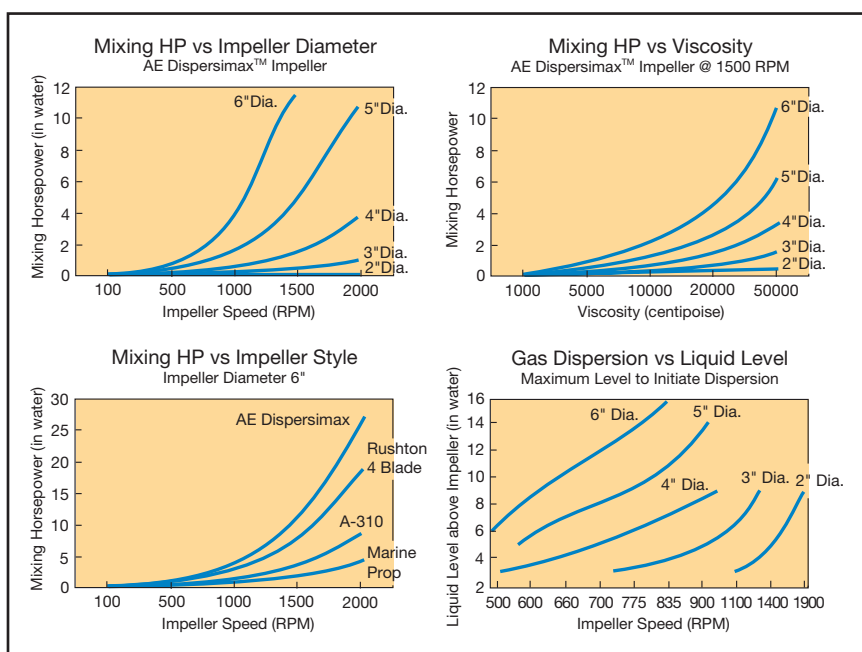 Mixing HP vs Impeller Diameter
AE Dispersimax™ Impeller
Mixing Horsepower (in water)
12
10
8
6
4
2
0
6"Dia.
5"Dia.
4"Dia.
3"Dia.
2"Dia.
100 500 1000 1500 2000
Impeller Speed (RPM)
Mixing HP vs Viscosity
AE Dispersimax™ Impeller @ 1500 RPM
Mixing Horsepower
12
10
8
6
4
2
0
6"Dia.
5"Dia.
4"Dia.
3"Dia.
2"Dia.
1000 5000 10000 20000 50000
Viscosity (centipoise)
Mixing HP vs Impeller Style
Impeller Diameter 6"
Mixing Horsepower (in water)
30
25
20
15
10
5
0
AE Dispersimax
Rushton
4 Blade
A-310
Marine
Prop
100 500 1000 1500 2000
Impeller Speed (RPM)
Gas Dispersion vs Liquid Level
Maximum Level to Initiate Dispersion
Liquid Level above Impeller (in water)
16
14
12
10
8
6
4
2
6" Dia.
5" Dia.
4" Dia.
3" Dia.
2" Dia.
500 600 660 700 775 835 900 1100 1400 1900
Impeller Speed (RPM)